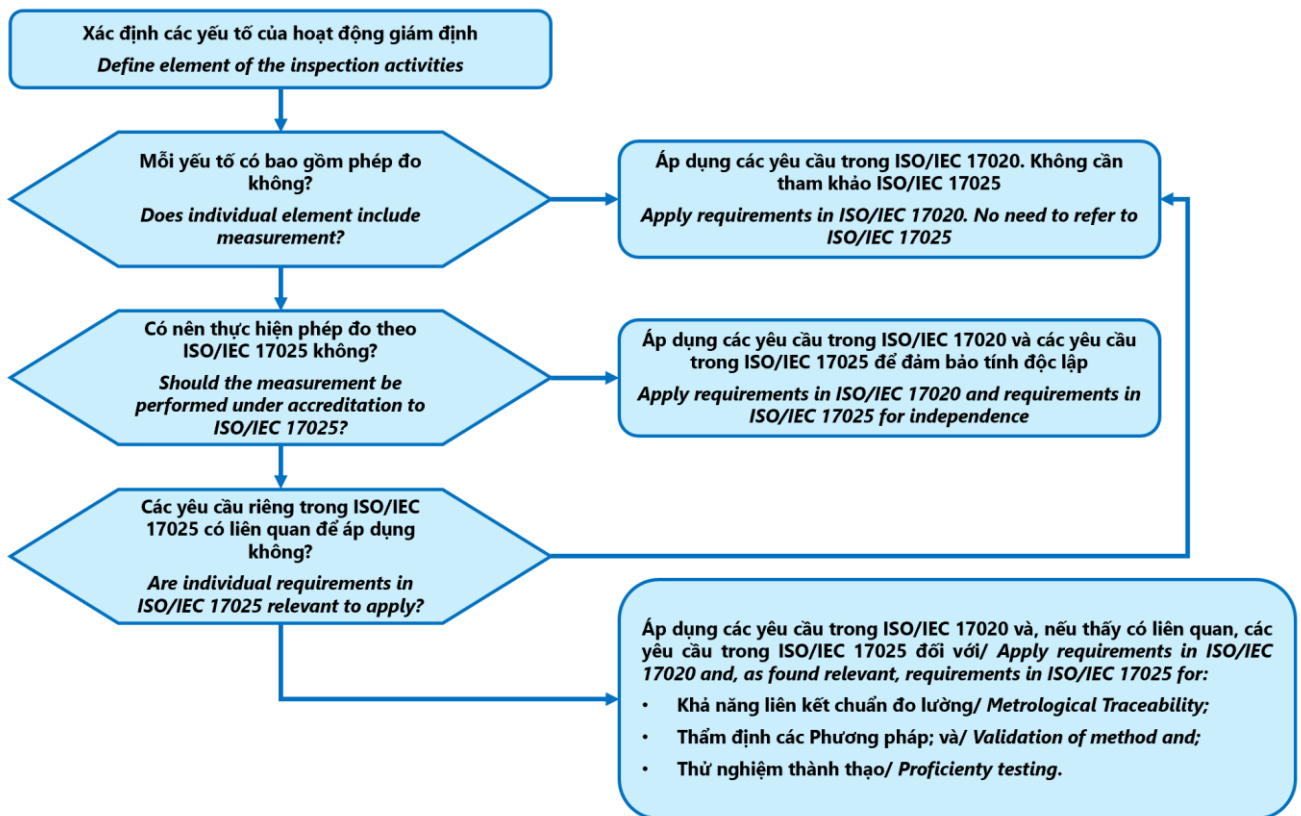 Xác định các yếu tố của hoạt động giám định
Define element of the inspection activities
Mỗi yếu tố có bao gồm phép đo
không?
Does individual element include
measurement?
Áp dụng các yêu cầu trong ISO/IEC 17020. Không cần
tham khảo ISO/IEC 17025
Apply requirements in ISO/IEC 17020. No need to refer to
ISO/IEC 17025
Có nên thực hiện phép đo theo
ISO/IEC 17025 không?
Should the measurement be
performed under accreditation to
ISO/IEC 17025?
Áp dụng các yêu cầu trong ISO/IEC 17020 và các yêu cầu
trong ISO/IEC 17025 để đảm bảo tính độc lập
Apply requirements in ISO/IEC 17020 and requirements in
ISO/IEC 17025 for independence
Các yêu cầu riêng trong ISO/IEC
17025 có liên quan để áp dụng
không?
Are individual requirements in
ISO/IEC 17025 relevant to apply?
Áp dụng các yêu cầu trong ISO/IEC 17020 và, nếu thấy có liên quan, các
yêu cầu trong ISO/IEC 17025 đối với/ Apply requirements in ISO/IEC
17020 and, as found relevant, requirements in ISO/IEC 17025 for:
• Khả năng liên kết chuẩn đo lường/ Metrological Traceability;
• Thẩm định các Phương pháp; và/ Validation of method and;
• Thử nghiệm thành thạo/ Proficienty testing.